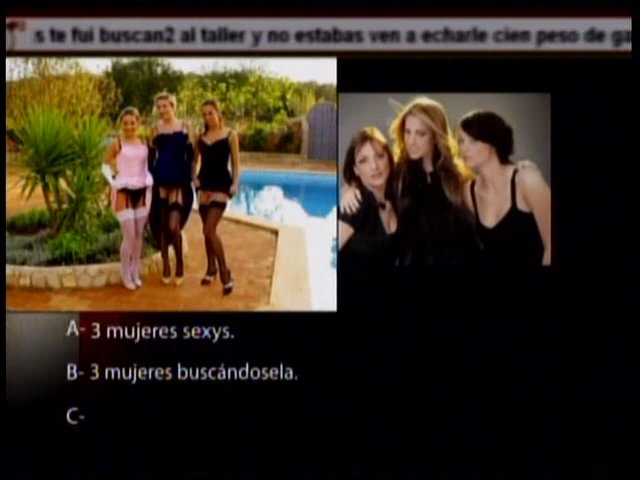 s te fui buscan2 al taller y no estabas ven a echarle cien peso de ga
A- 3 mujeres sexys.
B- 3 mujeres buscándosela.
C-